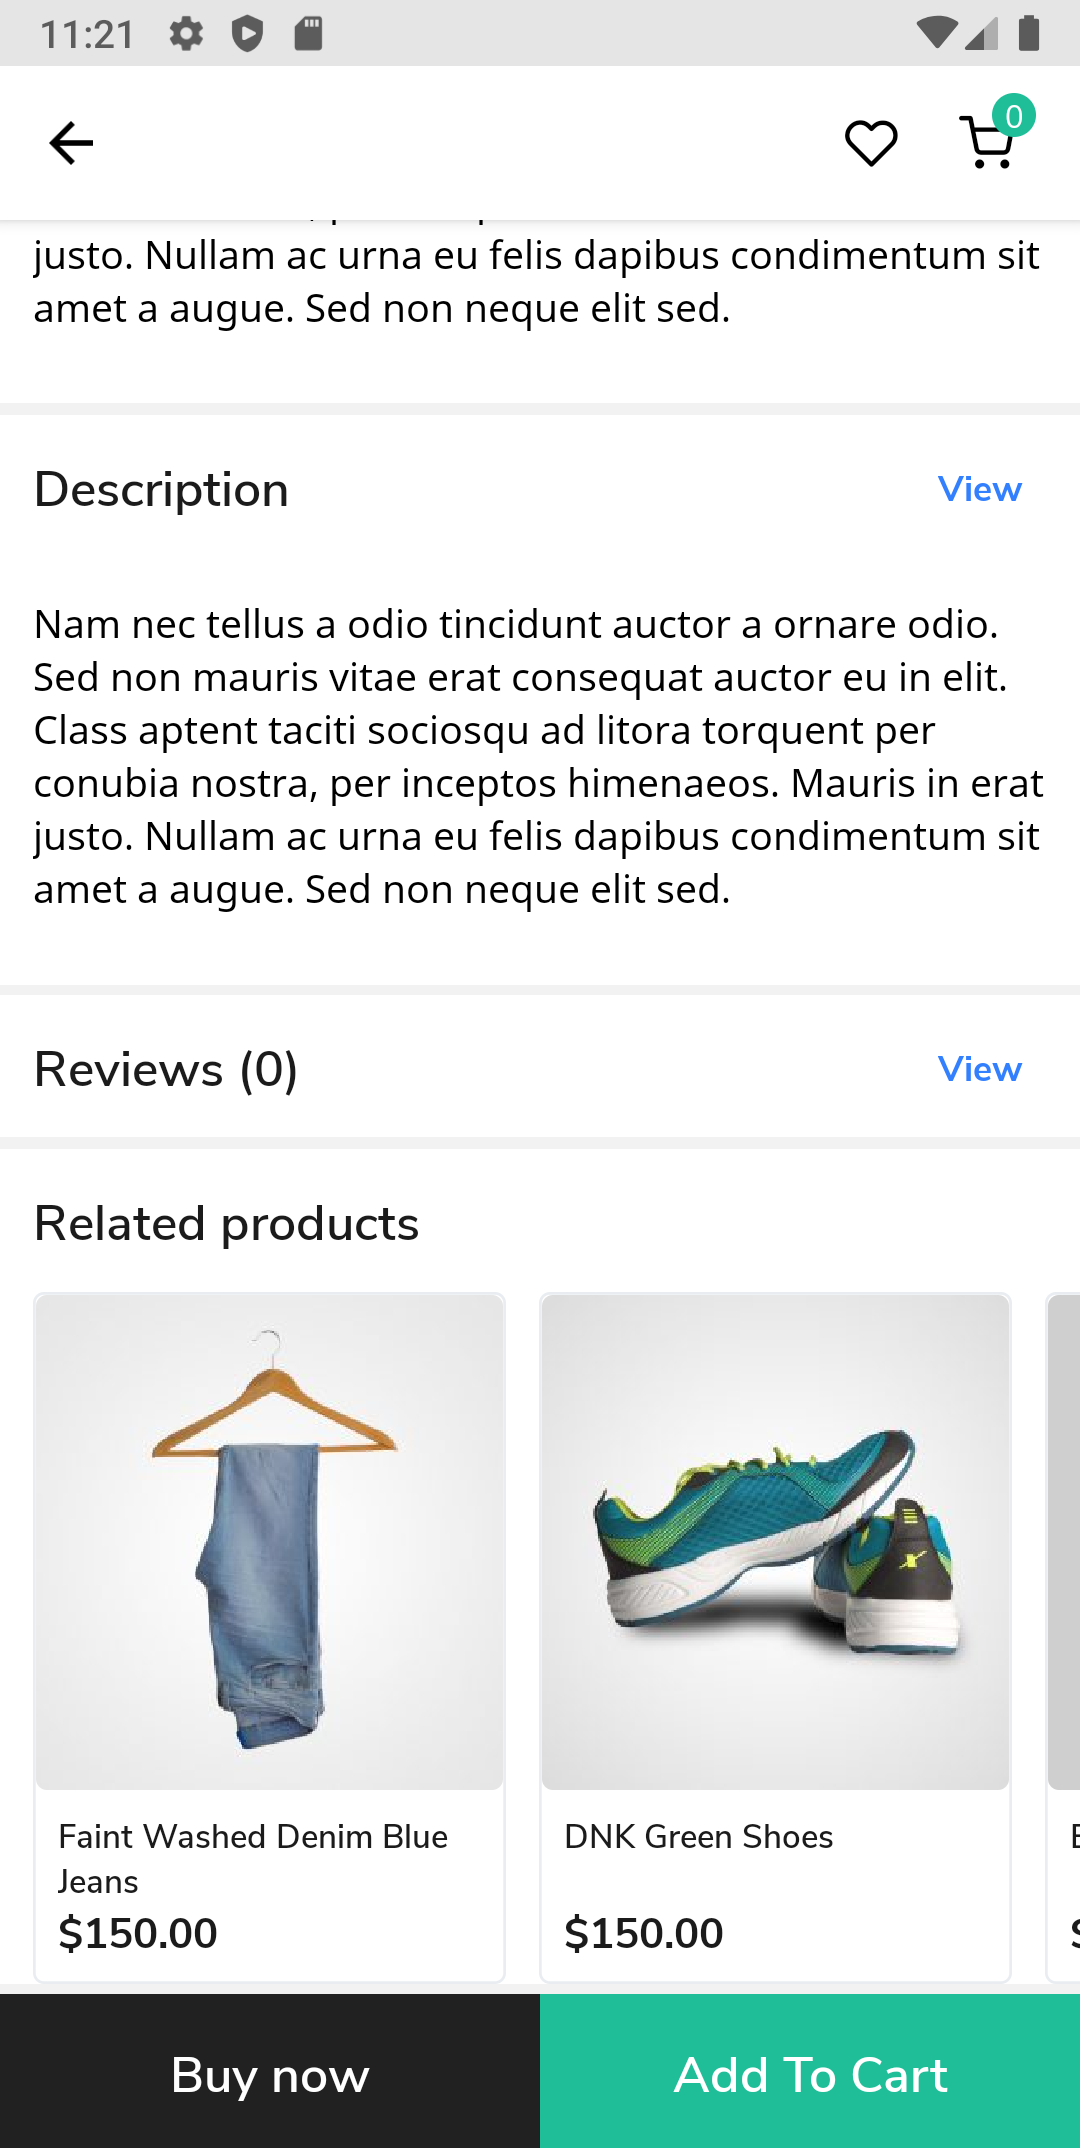 11:21
0
justo. Nullam ac urna eu felis dapibus condimentum sit
amet a augue. Sed non neque elit sed.
Description
View
Nam nec tellus a odio tincidunt auctor a ornare odio.
Sed non mauris vitae erat consequat auctor eu in elit.
Class aptent taciti sociosqu ad litora torquent per
conubia nostra, per inceptos himenaeos. Mauris in erat
justo. Nullam ac urna eu felis dapibus condimentum sit
amet a augue. Sed non neque elit sed.
Reviews (0)
View
Related products
Faint Washed Denim Blue
Jeans
$150.00
DNK Green Shoes
$150.00
Buy now
Add To Cart